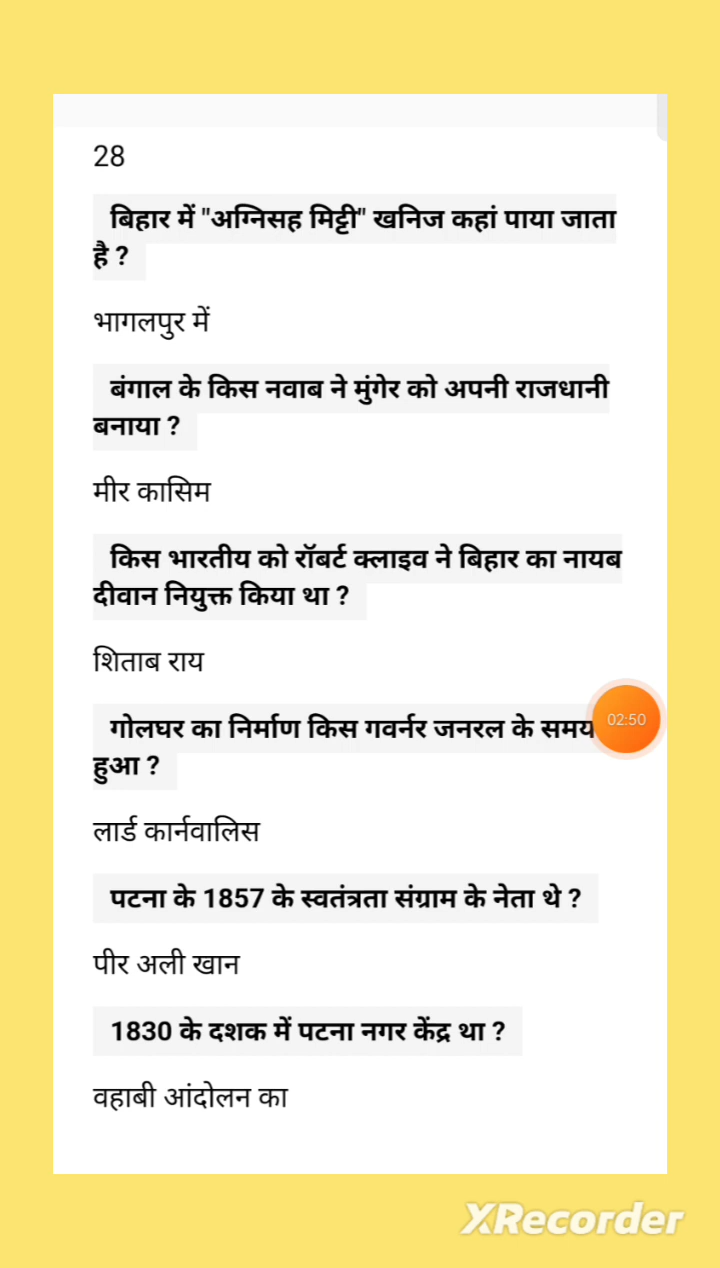 28
बिहार में "अग्निसह मिट्टी" खनिज कहां पाया जाता
है ?
भागलपुर में
बंगाल के किस नवाब ने मुंगेर को अपनी राजधानी
बनाया ?
मीर कासिम
किस भारतीय को रॉबर्ट क्लाइव ने बिहार का नायब
दीवान नियुक्त किया था ?
शिताब राय
गोलघर का निर्माण किस गवर्नर जनरल के समय
02:50
हुआ ?
लार्ड कार्नवालिस
पटना के 1857 के स्वतंत्रता संग्राम के नेता थे ?
पीर अली खान
1830 के दशक में पटना नगर केंद्र था ?
वहाबी आंदोलन का
XRecorder